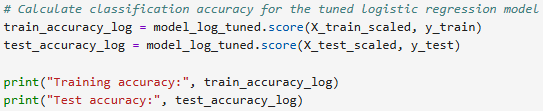 # Calculate classification accuracy for the tuned logistic regression model
train_accuracy_log = model_log_tuned.score(X_train_scaled, y_train)
test_accuracy_log = model_log_tuned.score(X_test_scaled, y_test)
print("Training accuracy:", train_accuracy_log)
print("Test accuracy:", test_accuracy_log)